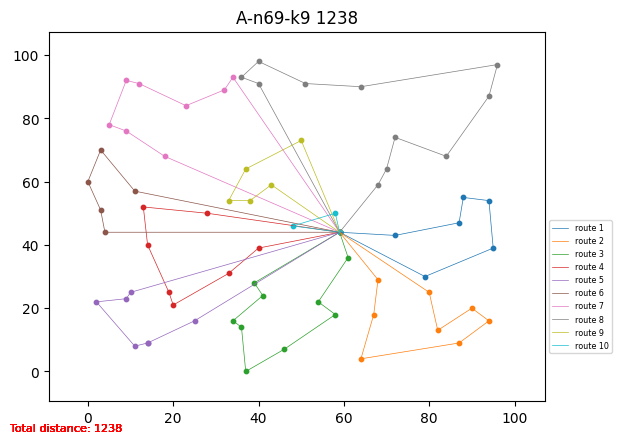 A-n69-k9 1238
100
80
60
40
20
0
0 20 40 60 80 100
route 1
route 2
route 3
route 4
route 5
route 6
route 7
route 8
route 9
route 10
Total distance: 1238